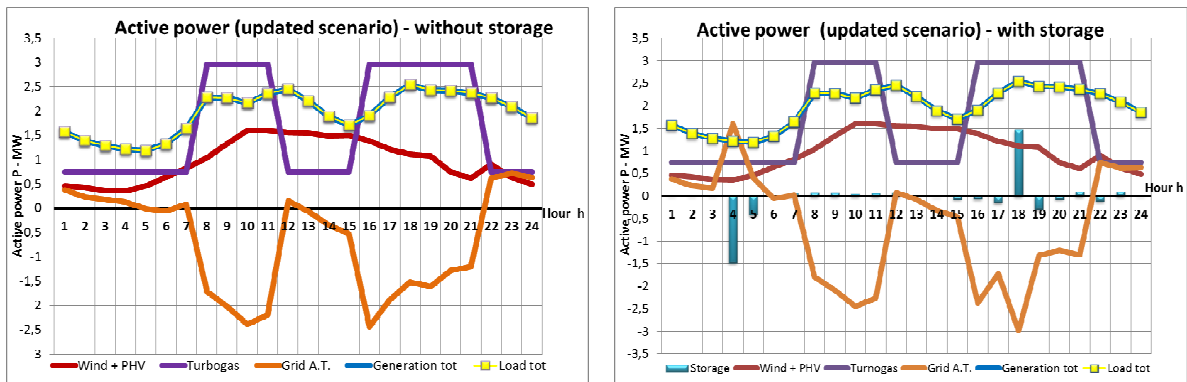 Active power (updated scenario) - without storage
Active power P - MW
3,5
3
2,5
2
1,5
1
0,5
0
-0,5
-1
-1,5
-2
-2,5
3
Hour h
1 2 3 4 5 6 7 8 9 10 11 12 13 14 15 16 17 18 19 20 21 22 23 24
Wind + PHV Turbogas Grid A.T. Generation tot Load tot
Active power (updated scenario) - with storage
Active power P - MW
3,5
3
2,5
2
1,5
1
0,5
0
-0,5
-1
-1,5
-2
-2,5
-3
-3,5
Hour h
1 2 3 4 5 6 7 8 9 10 11 12 13 14 15 16 17 18 19 20 21 22 23 24
Storage Wind + PHV Turnogas Grid A.T. Generation tot Load tot